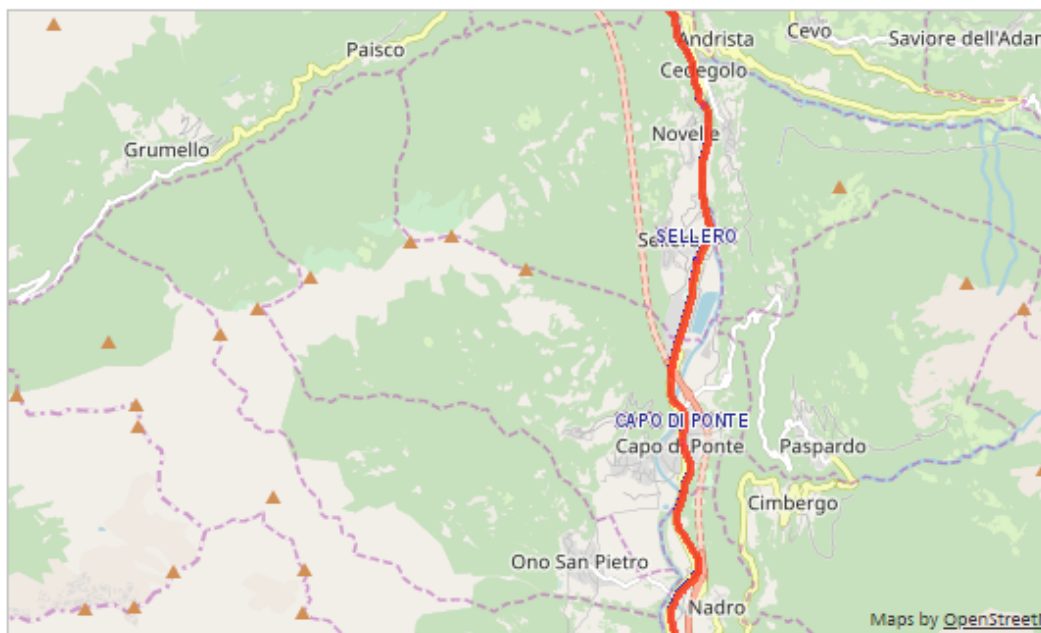 Andrista
Cevo
Saviore dell'Adam
Paisco
Cedegolo
Grumello
Novelle
SELLERO
CAPO DI PONTE
Capo di Ponte
Paspardo
Cimbergo
Ono San Pietro
Nadro
Maps by OpenStreetM